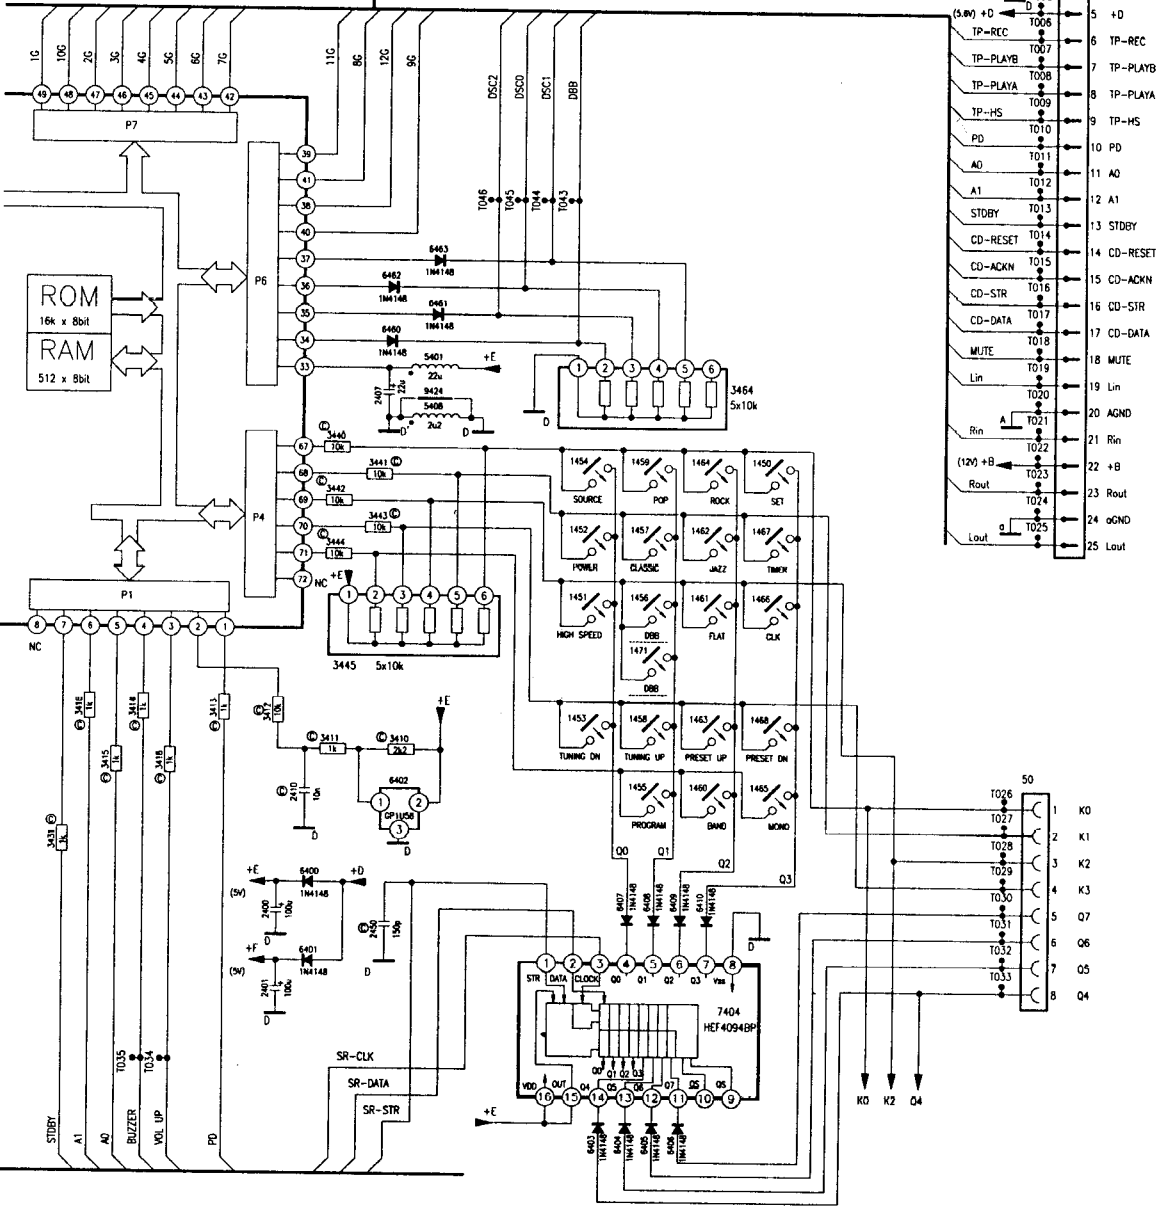 1G 10G 2G 3G 4G 5G 6G 7G 11G 8G 12G 9G DSC2 DSC0 DSC1 DBB
49 48 47 46 45 44 43 42
P7
39
41
38
40
37
36
35
34
33
P6
T046 T045 T044 T043
6463
1N4148
6462
1N4148
1N4148
6460
1N4148
ROM
16k x 8bit
RAM
512 x 8bit
5401
22u
+E
2407
22u
9424
5408
2u2
D' D
D
1 2 3 4 5 6
3464
5x10k
D
(5.6V) +D T006 5 +D
TP-REC T007 6 TP-REC
TP-PLAYB T008 7 TP-PLAYB
TP-PLAYA T009 8 TP-PLAYA
TP-HS T010 9 TP-HS
PD T011 10 PD
A0 T012 11 A0
A1 T013 12 A1
STDBY T014 13 STDBY
CD-RESET T015 14 CD-RESET
CD-ACKN T016 15 CD-ACKN
CD-STR T017 16 CD-STR
CD-DATA T018 17 CD-DATA
MUTE T019 18 MUTE
Lin T020 19 Lin
A T021 20 AGND
Rin T022 21 Rin
(12V) +B T023 22 +B
Rout T024 23 Rout
a T025 24 aGND
Lout 25 Lout
67 © 3440 10k
68 3441 © 10k
69 © 3442 10k
70 3443 © 10k
71 © 3444 10k
72 NC
P4
+E
1 2 3 4 5 6
3445 5x10k
1454 1459 1464 1450
SOURCE POP ROCK SET
1452 1457 1462 1467
POWER CLASSIC JAZZ TIMER
1451 1456 1461 1466
HIGH SPEED DBB FLAT CLK
1471
DBB
1453 1458 1463 1468
TUNING DN TUNING UP PRESET UP PRESET DN
1455 1460 1465
PROGRAM BAND MONO
Q0 Q1 Q2 Q3
P1
8 7 6 5 4 3 2 1
NC
© 3431 1k
© 3416 1k
© 3415 1k
© 1k
© 3418 1k
© 3413 1k
© 3412 10k
© 3411 1k
© 3410 2k2
+E
© 2410 10n
D
6402
1 2
GP1U58
3
D
+E 6400 +D
(5V) 1N4148
2400 100u
D
+F 6401
(5V) 1N4148
2401 100u
D
© 2450 150p
D
6407 1N4148
6408 1N4148
6409 1N4148
6410 1N4148
D
1 2 3 4 5 6 7 8
STR DATA CLOCK Q0 Q1 Q2 Q3 Vss
7404
HEF4094BP
Q0 Q1 Q2 Q3
VDD OUT Q4 Q5 Q6 Q7 QS QS
16 15 14 13 12 11 10 9
+E
6403 1N4148
6404 1N4148
6405 1N4148
6406 1N4148
50
T026 1 K0
T027 2 K1
T028 3 K2
T029 4 K3
T030 5 Q7
T031 6 Q6
T032 7 Q5
T033 8 Q4
K0 K2 Q4
T035 T034
SR-CLK
SR-DATA
SR-STR
STDBY A1 A0 BUZZER VOL UP PD